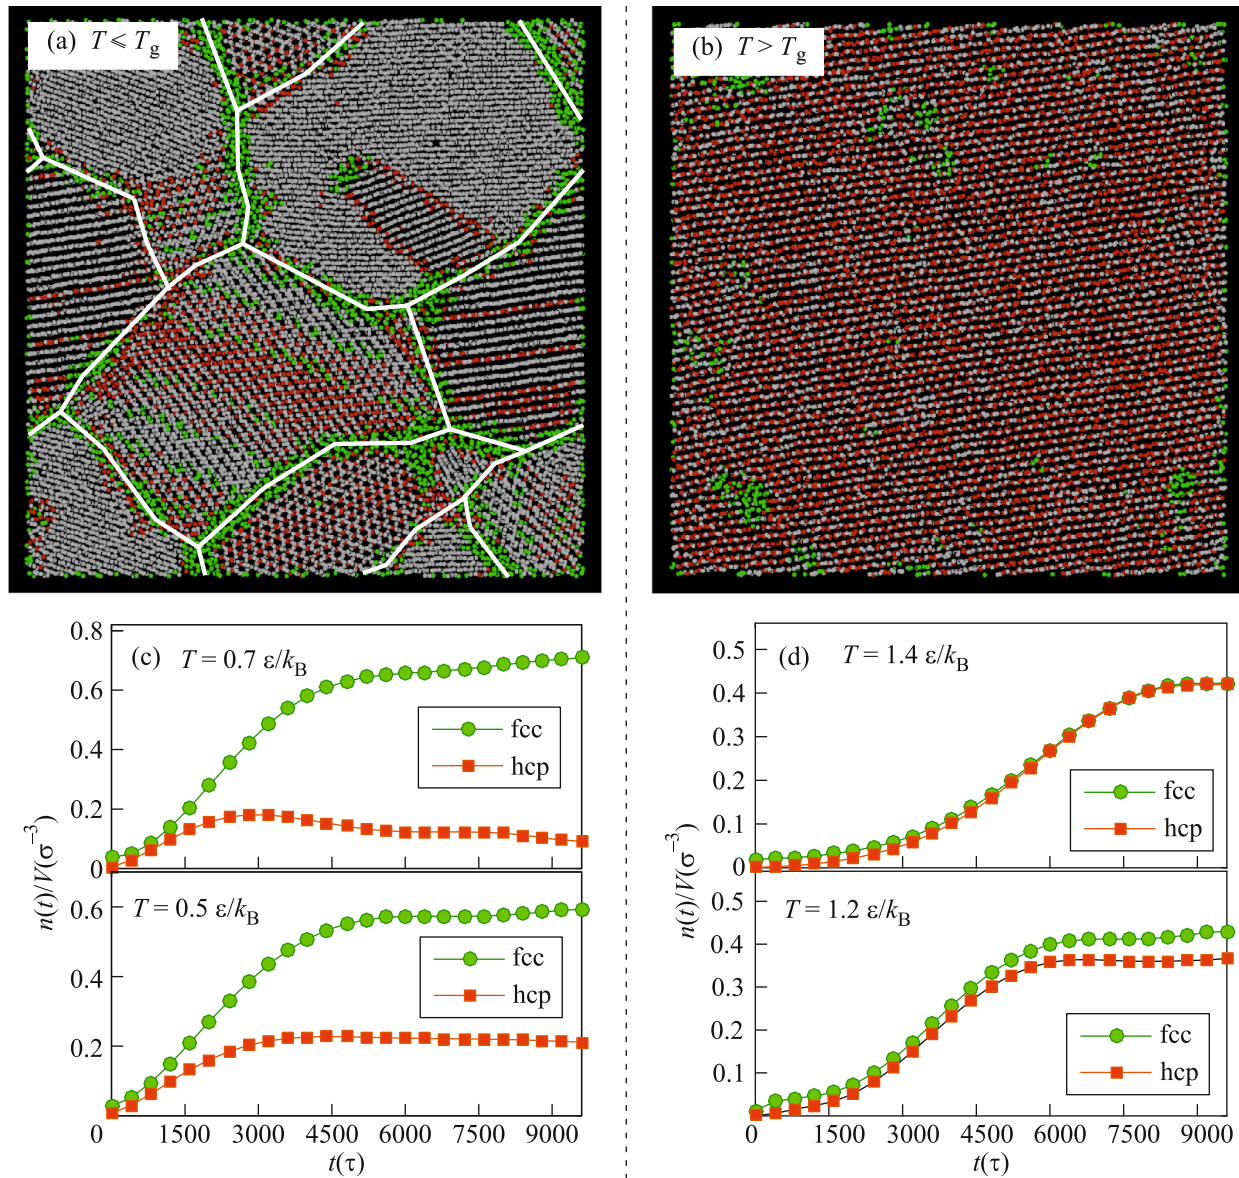 (a) T ⩽ Tg
(b) T > Tg
(c) T = 0.7 ε/kB
0.8
0.6
0.4
0.2
0
fcc
hcp
T = 0.5 ε/kB
0.6
0.4
0.2
fcc
hcp
n(t)/V(σ−3)
0 1500 3000 4500 6000 7500 9000
t(τ)
(d) T = 1.4 ε/kB
0.5
0.4
0.3
0.2
0.1
0
fcc
hcp
T = 1.2 ε/kB
0.5
0.4
0.3
0.2
0.1
fcc
hcp
n(t)/V(σ−3)
0 1500 3000 4500 6000 7500 9000
t(τ)